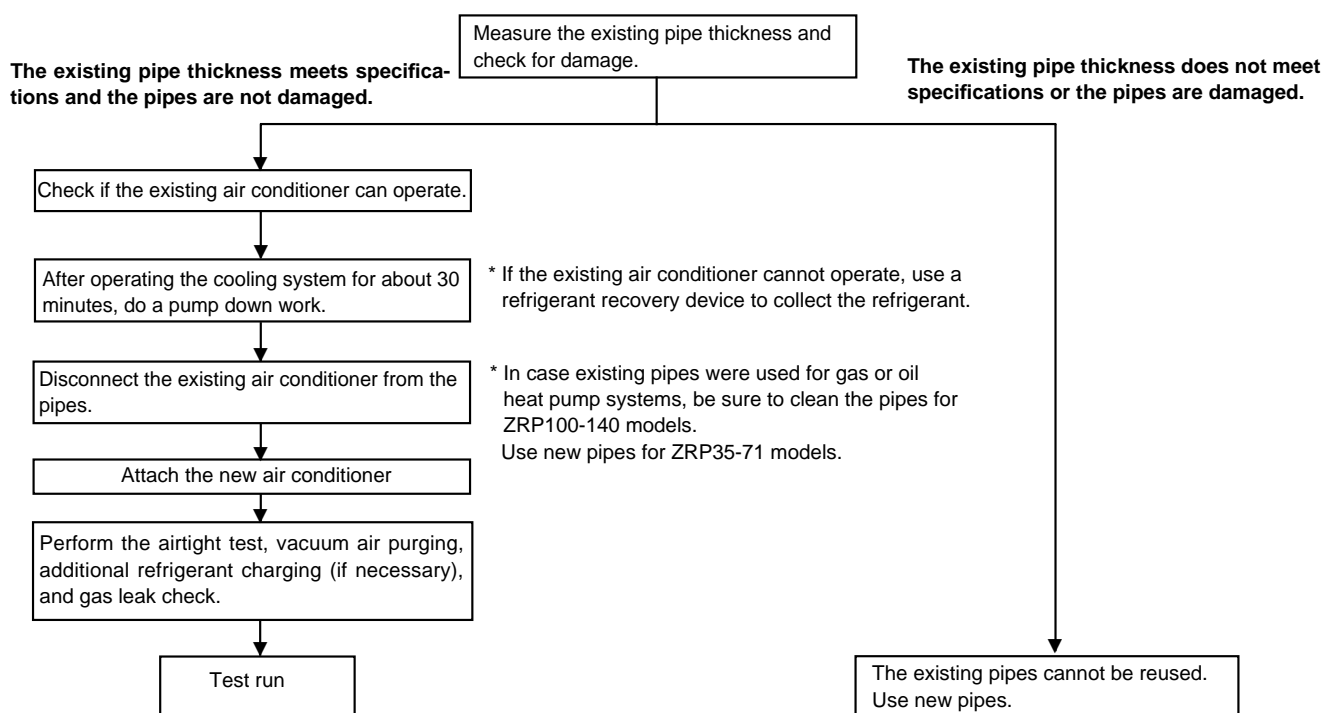 Measure the existing pipe thickness and
check for damage.
The existing pipe thickness meets specifica-
tions and the pipes are not damaged.
The existing pipe thickness does not meet
specifications or the pipes are damaged.
Check if the existing air conditioner can operate.
After operating the cooling system for about 30
minutes, do a pump down work.
* If the existing air conditioner cannot operate, use a
refrigerant recovery device to collect the refrigerant.
Disconnect the existing air conditioner from the
pipes.
* In case existing pipes were used for gas or oil
heat pump systems, be sure to clean the pipes for
ZRP100-140 models.
Use new pipes for ZRP35-71 models.
Attach the new air conditioner
Perform the airtight test, vacuum air purging,
additional refrigerant charging (if necessary),
and gas leak check.
Test run
The existing pipes cannot be reused.
Use new pipes.